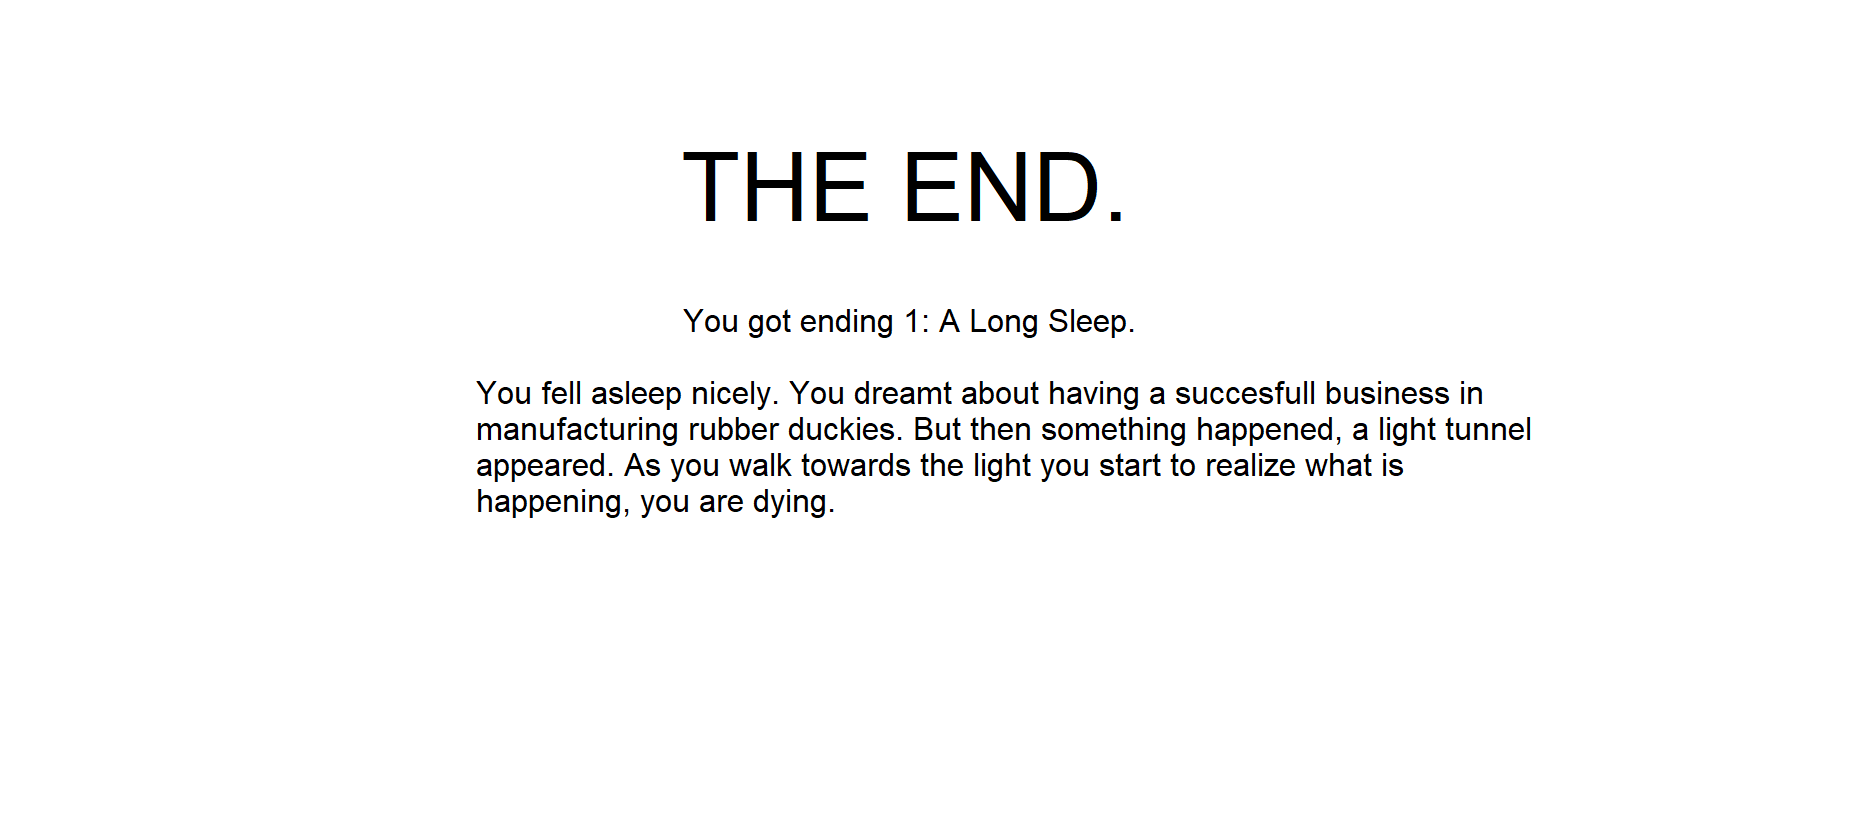 THE END.
You got ending 1: A Long Sleep.
You fell asleep nicely. You dreamt about having a succesfull business in
manufacturing rubber duckies. But then something happened, a light tunnel
appeared. As you walk towards the light you start to realize what is
happening, you are dying.